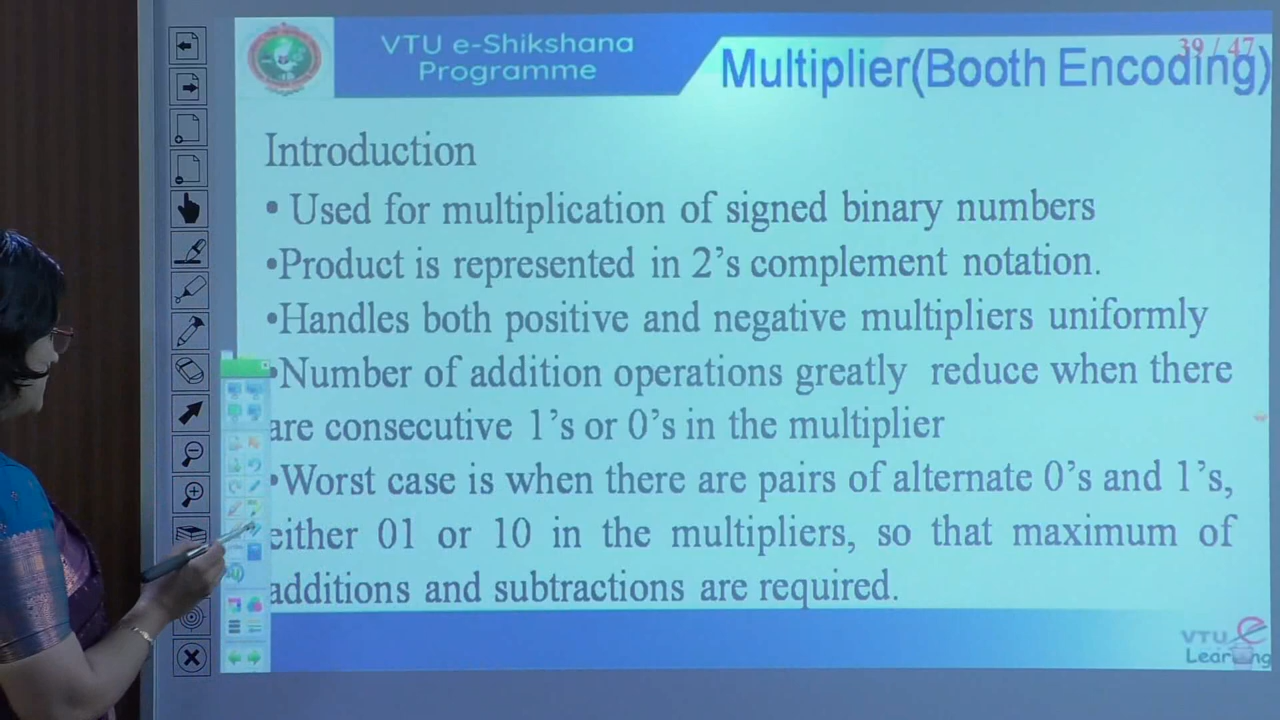 VTU e-Shikshana
Programme
39 / 47
Multiplier(Booth Encoding)
Introduction
• Used for multiplication of signed binary numbers
•Product is represented in 2’s complement notation.
•Handles both positive and negative multipliers uniformly
•Number of addition operations greatly reduce when there
are consecutive 1’s or 0’s in the multiplier
•Worst case is when there are pairs of alternate 0’s and 1’s,
either 01 or 10 in the multipliers, so that maximum of
additions and subtractions are required.
VTU e
Learning